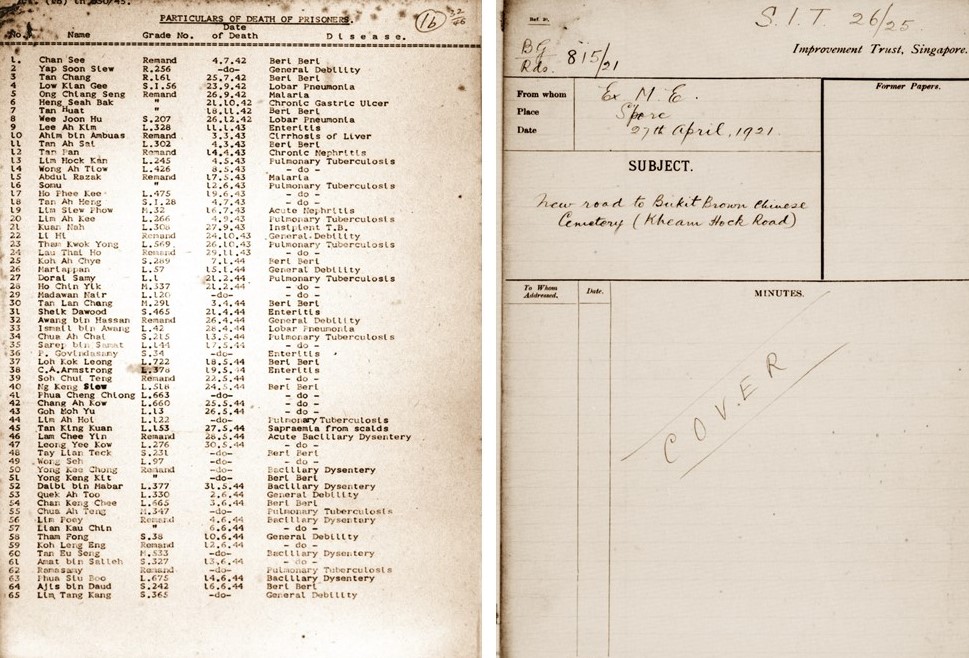 PARTICULARS OF DEATH OF PRISONERS.
16
No. Name Grade No. Date of Death Disease.
1. Chan See Remand 4.7.42 Beri Beri
2 Yap Soon Siew R.256 -do- General Debility
3 Tan Chang R.161 25.7.42 Beri Beri
4 Low Kian Gee S.1.56 23.9.42 Lobar Pneumonia
5 Ong Chiang Seng Remand 26.9.42 Malaria
6 Heng Seah Bak " 21.10.42 Chronic Gastric Ulcer
7 Tan Huat " 18.11.42 Beri Beri
8 Wee Joon Hu S.207 26.12.42 Lobar Pneumonia
9 Lee Ah Kim L.328 11.1.43 Enteritis
10 Ahim bin Ambuas Remand 3.3.43 Cirrhosis of Liver
11 Tan Ah Sai L.302 4.3.43 Beri Beri
12 Tan Pan Remand 14.4.43 Chronic Nephritis
13 Lim Hock Kan L.245 4.5.43 Pulmonary Tuberculosis
14 Wong Ah Tiow L.426 8.5.43 - do -
15 Abdul Razak Remand 17.5.43 Malaria
16 Somu " 12.6.43 Pulmonary Tuberculosis
17 Ho Phee Kee L.475 19.6.43 - do -
18 Tan Ah Heng S.1.28 4.7.43 - do -
19 Lim Siew Phow M.32 16.7.43 Acute Nephritis
20 Lim Ah Kee L.266 4.9.43 Pulmonary Tuberculosis
21 Kuan Nah L.308 27.9.43 Insipient T.B.
22 Li Hi Remand 24.10.43 General Debility
23 Tham Kwok Yong L.569 26.10.43 Pulmonary Tuberculosis
24 Lau Thai Ho Remand 29.11.43 - do -
25 Koh Ah Chye S.289 7.1.44 Beri Beri
26 Mariappan L.57 15.1.44 General Debility
27 Dorai Samy L.1 21.2.44 Pulmonary Tuberculosis
28 Ho Chin Yik M.337 21.2.44 - do -
29 Madawan Nair L.120 -do- - do -
30 Tan Lan Chang M.291 3.4.44 Beri Beri
31 Sheik Dawood S.465 21.4.44 Enteritis
32 Awang bin Hassan Remand 26.4.44 General Debility
33 Ismail bin Awang L.42 28.4.44 Lobar Pneumonia
34 Chua Ah Chai S.215 13.5.44 Pulmonary Tuberculosis
35 Sarep bin Samat L.144 17.5.44 - do -
36 P. Govindasamy S.34 -do- Enteritis
37 Loh Kok Leong L.722 18.5.44 Beri Beri
38 C.A.Armstrong L.378 19.5.44 Enteritis
39 Soh Chui Teng Remand 22.5.44 - do -
40 Ng Keng Siew L.518 24.5.44 Beri Beri
41 Phua Cheng Chiong L.663 -do- - do -
42 Chang Ah Kow L.660 25.5.44 - do -
43 Goh Moh Yu L.13 26.5.44 - do -
44 Lim Ah Hoi L.122 -do- Pulmonary Tuberculosis
45 Tan King Kuan L.153 27.5.44 Sapraemia from scalds
46 Lam Chee Yin Remand 28.5.44 Acute Bacillary Dysentery
47 Leong Yee Kow L.276 30.5.44 - do -
48 Tay Lian Teck S.231 -do- Beri Beri
49 Wong Seh L.97 -do- - do -
50 Yong Kee Chong Remand -do- Bacillary Dysentery
51 Yong Keng Kit " -do- Beri Beri
52 Daibi bin Mabar L.377 31.5.44 Bacillary Dysentery
53 Quek Ah Too L.330 2.6.44 General Debility
54 Chan Keng Chee L.665 3.6.44 Beri Beri
55 Chua Ah Teng M.347 -do- Pulmonary Tuberculosis
56 Lim Poey Remand 4.6.44 Bacillary Dysentery
57 Lian Kau Chin " 6.6.44 - do -
58 Tham Fong S.38 10.6.44 General Debility
59 Koh Leng Eng Remand 12.6.44 - do -
60 Tan Eu Seng M.533 -do- Bacillary Dysentery
61 Amat bin Salleh S.327 13.6.44 - do -
62 Ramasamy Remand -do- Pulmonary Tuberculosis
63 Phua Siu Boo L.675 14.6.44 Bacillary Dysentery
64 Ajis bin Daud S.242 16.6.44 Beri Beri
65 Lim Tang Kang S.365 -do- General Debility
S.I.T. 26/25
Improvement Trust, Singapore.
BG Rds. 815/21
From whom Ex M.E.
Place Spore
Date 27th April, 1921.
Former Papers.
SUBJECT.
New road to Bukit Brown Chinese
Cemetery (Kheam Hock Road)
To Whom Addressed.
Date.
MINUTES.
COVER